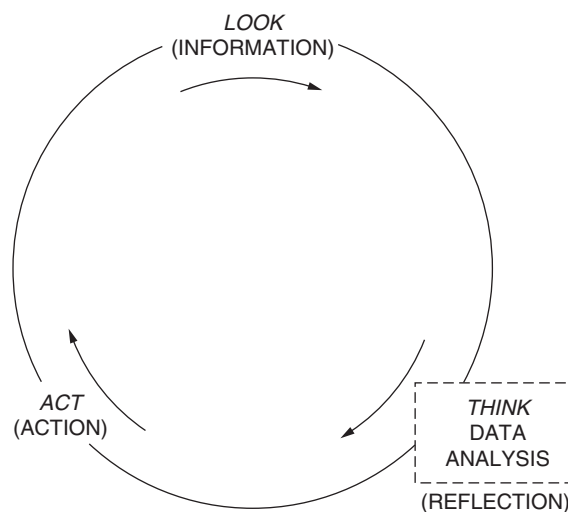 LOOK
(INFORMATION)
ACT
(ACTION)
THINK
DATA
ANALYSIS
(REFLECTION)